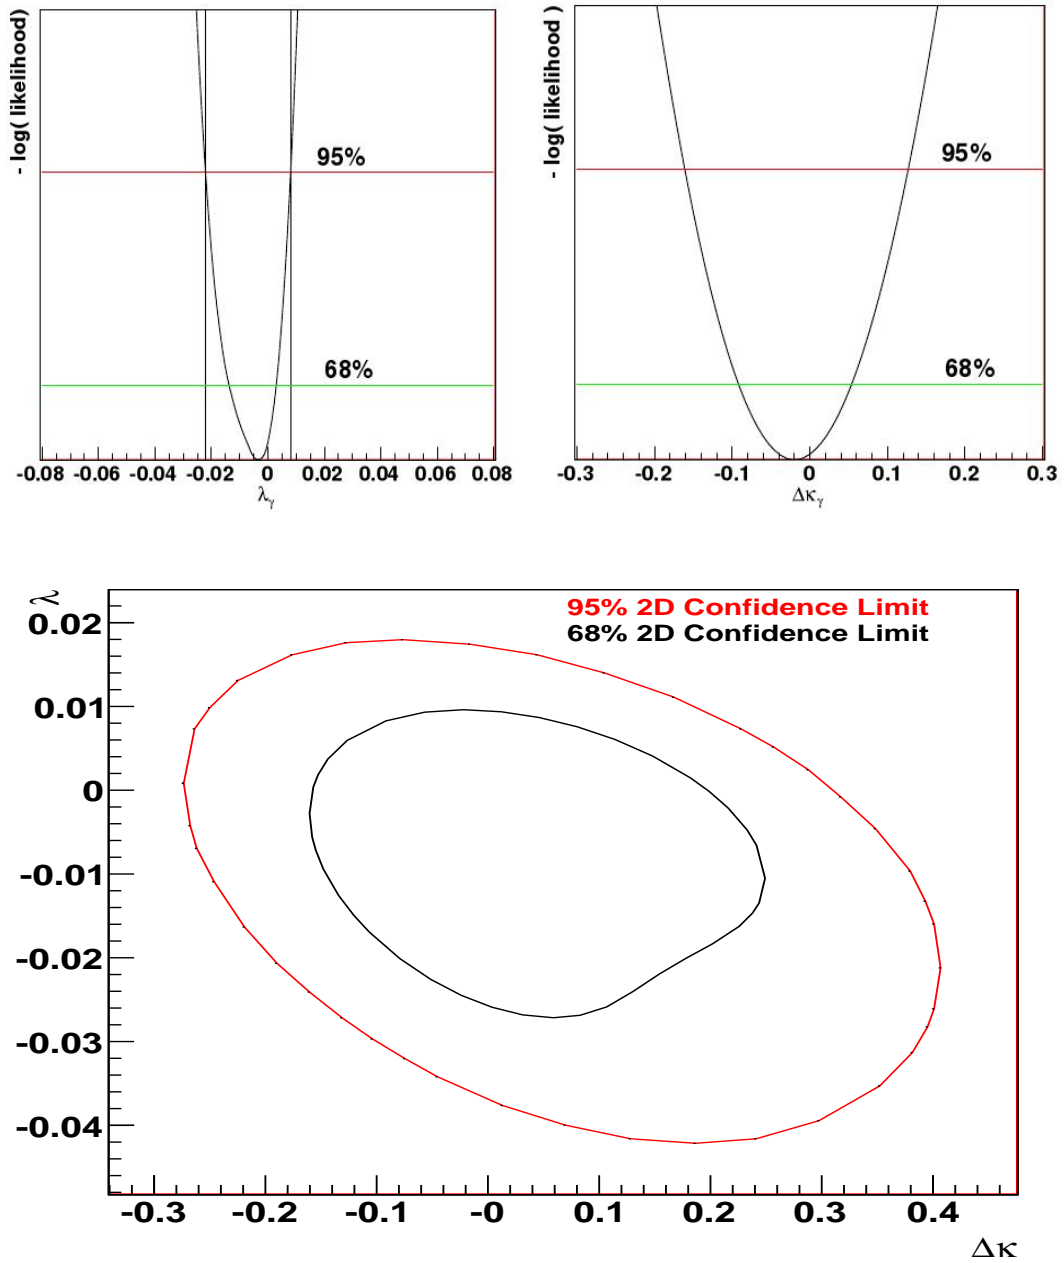 - log( likelihood)
95%
68%
-0.08 -0.06 -0.04 -0.02 0 0.02 0.04 0.06 0.08
λγ
- log( likelihood )
95%
68%
-0.3 -0.2 -0.1 0 0.1 0.2 0.3
Δκγ
λ
95% 2D Confidence Limit
68% 2D Confidence Limit
0.02
0.01
0
-0.01
-0.02
-0.03
-0.04
-0.3 -0.2 -0.1 -0 0.1 0.2 0.3 0.4
Δκ